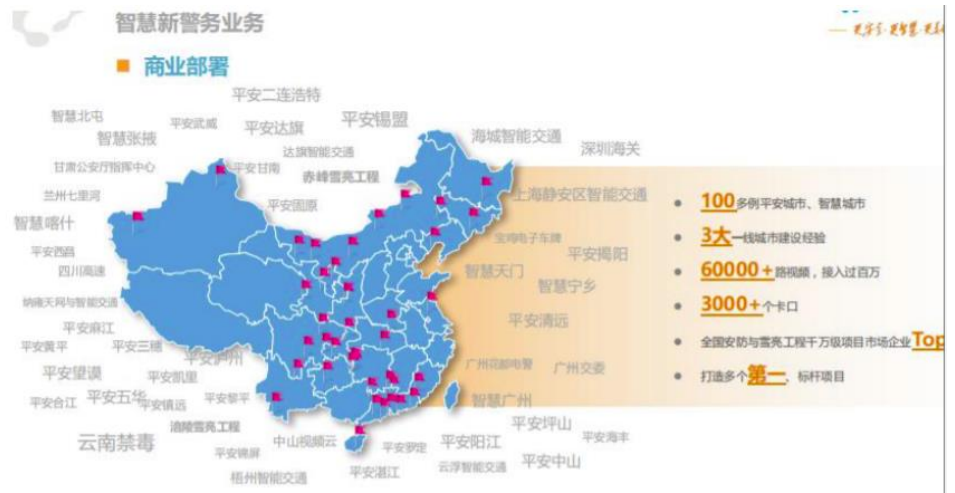 智慧新警务业务
商业部署
平安二连浩特
智慧北屯
平安武威
平安达旗
平安锡盟
智慧张掖
海城智能交通
达旗智能交通
深圳海关
甘肃公安厅指挥中心
平安甘南
赤峰雪亮工程
兰州七里河
平安固原
上海静安区智能交通
100多例平安城市、智慧城市
智慧喀什
宝鸡电子车牌
3大一线城市建设经验
平安西昌
平安揭阳
四川高速
智慧天门
60000+路视频，接入过百万
智慧宁乡
纳雍天网与智能交通
3000+个卡口
平安麻江
平安清远
平安黄平
平安三穗
平安泸州
全国安防与雪亮工程千万级项目市场企业Top
广州花都电警
广州交委
平安望谟
平安凯里
打造多个第一、标杆项目
平安合江
平安五华
平安镇远
平安黎平
智慧广州
涪陵雪亮工程
平安坪山
云南禁毒
中山视频云
平安罗定
平安阳江
平安海丰
平安锦屏
梧州智能交通
平安湛江
云浮智能交通
平安中山